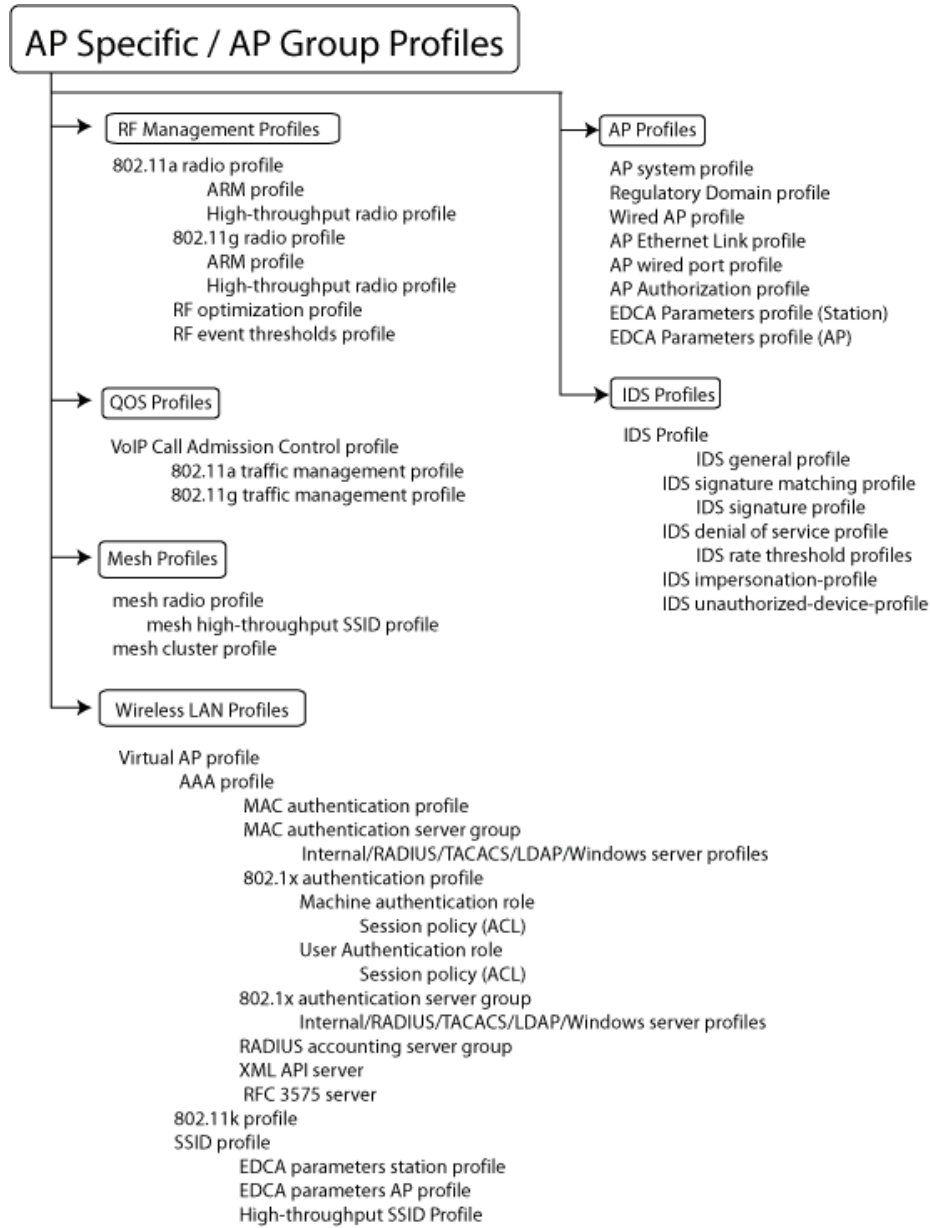 AP Specific / AP Group Profiles
RF Management Profiles
802.11a radio profile
ARM profile
High-throughput radio profile
802.11g radio profile
ARM profile
High-throughput radio profile
RF optimization profile
RF event thresholds profile
QOS Profiles
VoIP Call Admission Control profile
802.11a traffic management profile
802.11g traffic management profile
Mesh Profiles
mesh radio profile
mesh high-throughput SSID profile
mesh cluster profile
Wireless LAN Profiles
Virtual AP profile
AAA profile
MAC authentication profile
MAC authentication server group
Internal/RADIUS/TACACS/LDAP/Windows server profiles
802.1x authentication profile
Machine authentication role
Session policy (ACL)
User Authentication role
Session policy (ACL)
802.1x authentication server group
Internal/RADIUS/TACACS/LDAP/Windows server profiles
RADIUS accounting server group
XML API server
RFC 3575 server
802.11k profile
SSID profile
EDCA parameters station profile
EDCA parameters AP profile
High-throughput SSID Profile
AP Profiles
AP system profile
Regulatory Domain profile
Wired AP profile
AP Ethernet Link profile
AP wired port profile
AP Authorization profile
EDCA Parameters profile (Station)
EDCA Parameters profile (AP)
IDS Profiles
IDS Profile
IDS general profile
IDS signature matching profile
IDS signature profile
IDS denial of service profile
IDS rate threshold profiles
IDS impersonation-profile
IDS unauthorized-device-profile